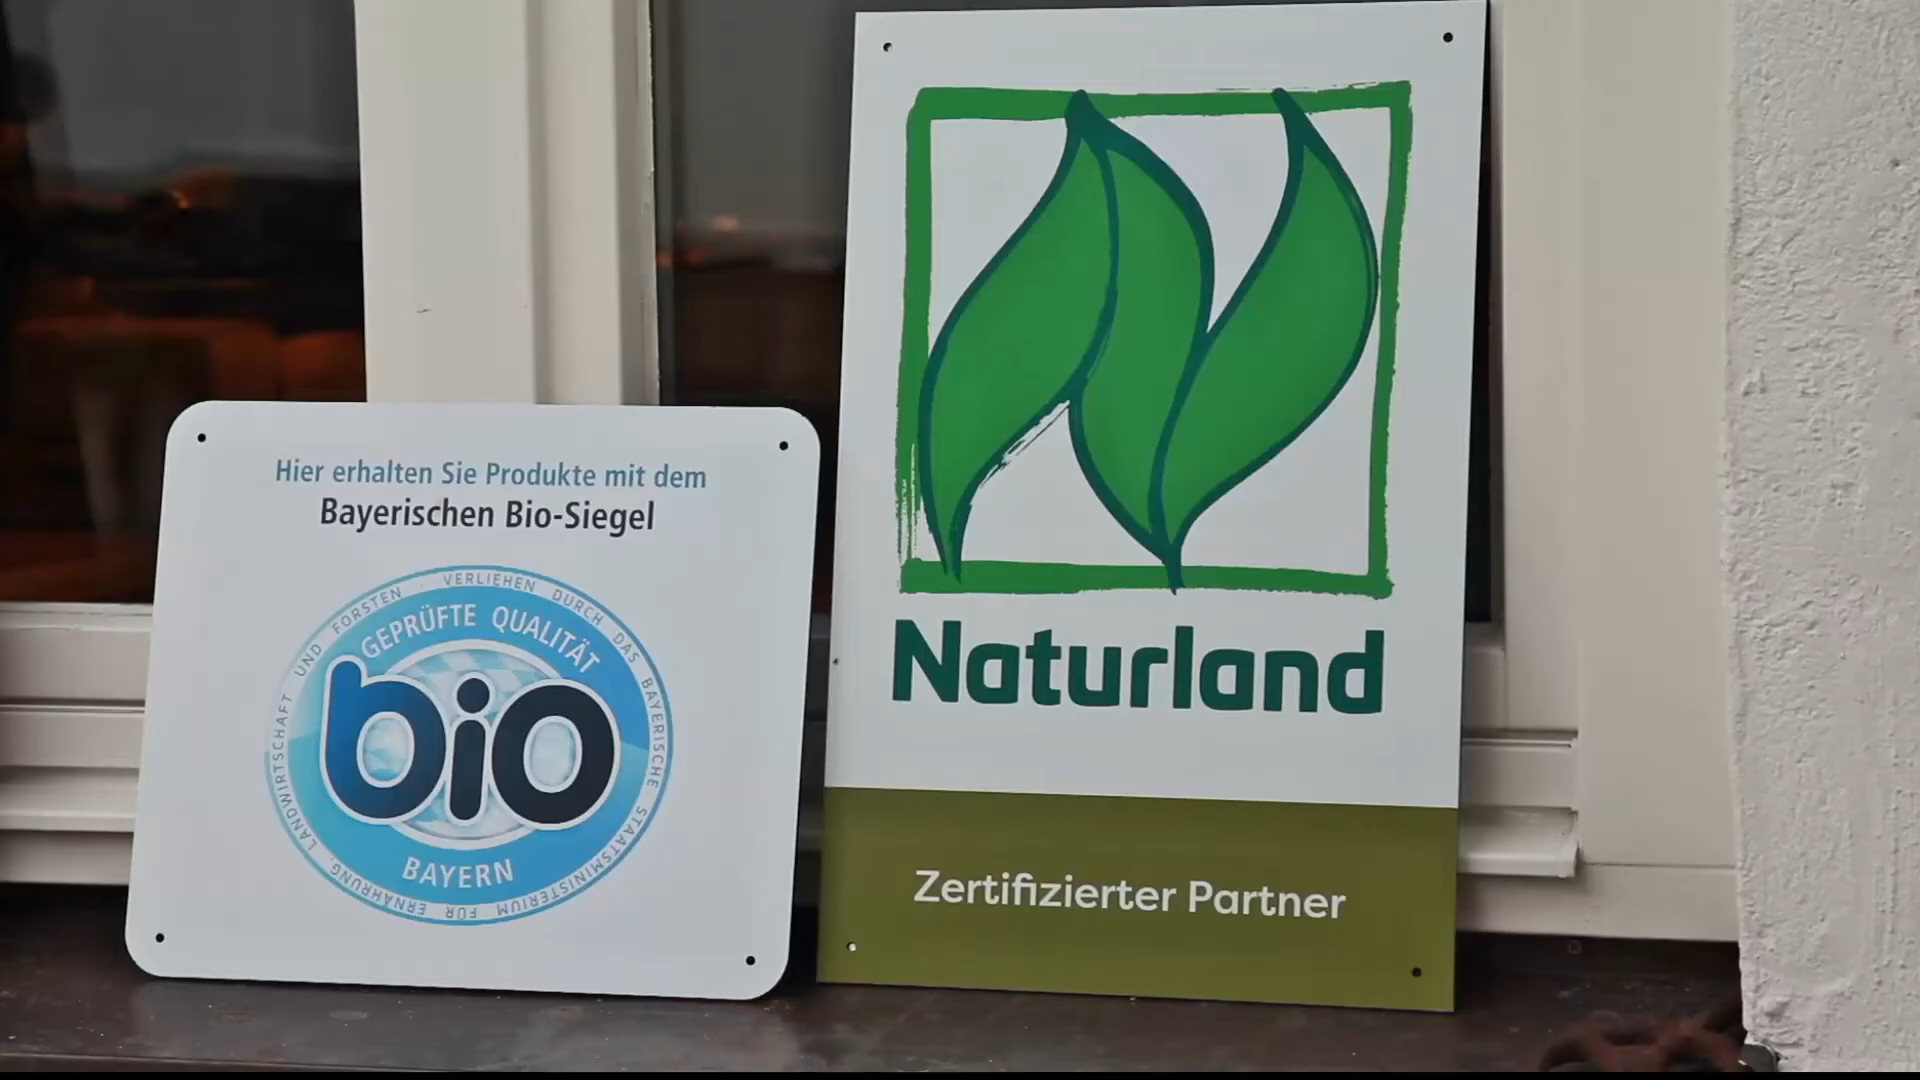 Hier erhalten Sie Produkte mit dem
Bayerischen Bio-Siegel
VERLIEHEN DURCH DAS BAYERISCHE STAATSMINISTERIUM FÜR ERNÄHRUNG, LANDWIRTSCHAFT UND FORSTEN
GEPRÜFTE QUALITÄT
bio
BAYERN
Naturland
Zertifizierter Partner